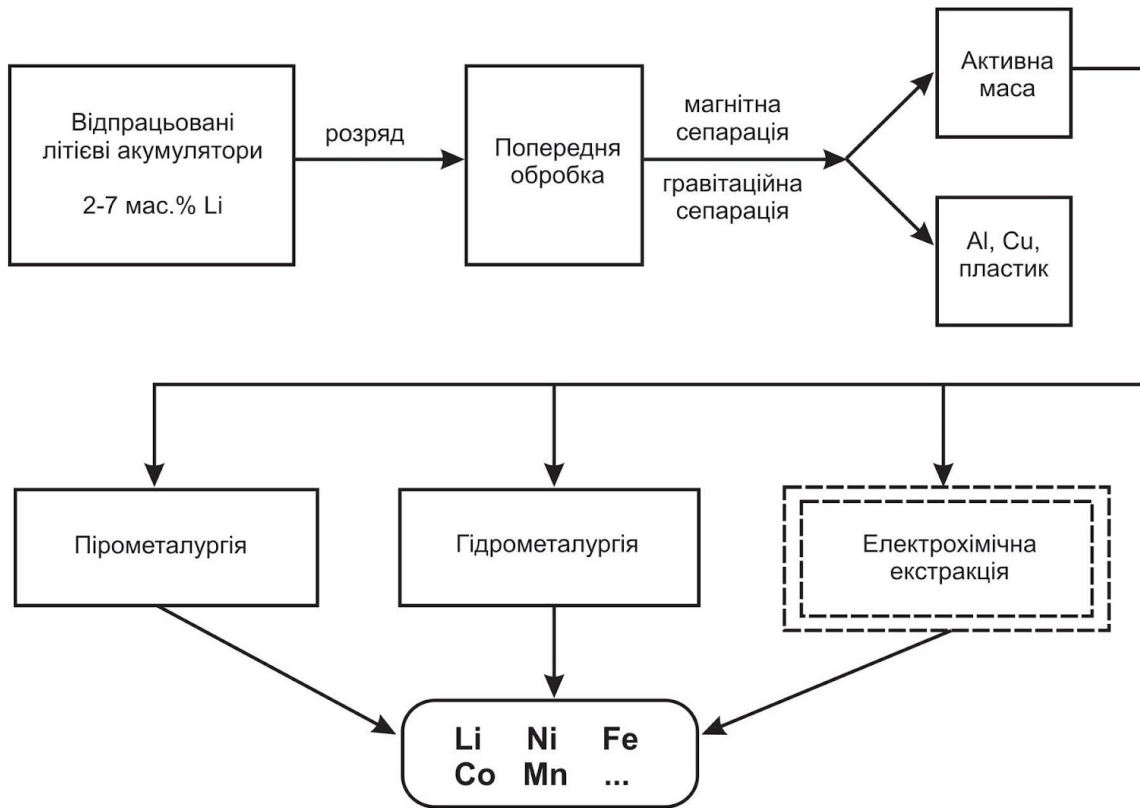 Відпрацьовані
літієві акумулятори
2-7 мас.% Li
розряд
Попередня
обробка
магнітна
сепарація
гравітаційна
сепарація
Активна
маса
Al, Cu,
пластик
Пірометалургія
Гідрометалургія
Електрохімічна
екстракція
Li Ni Fe
Co Mn ...